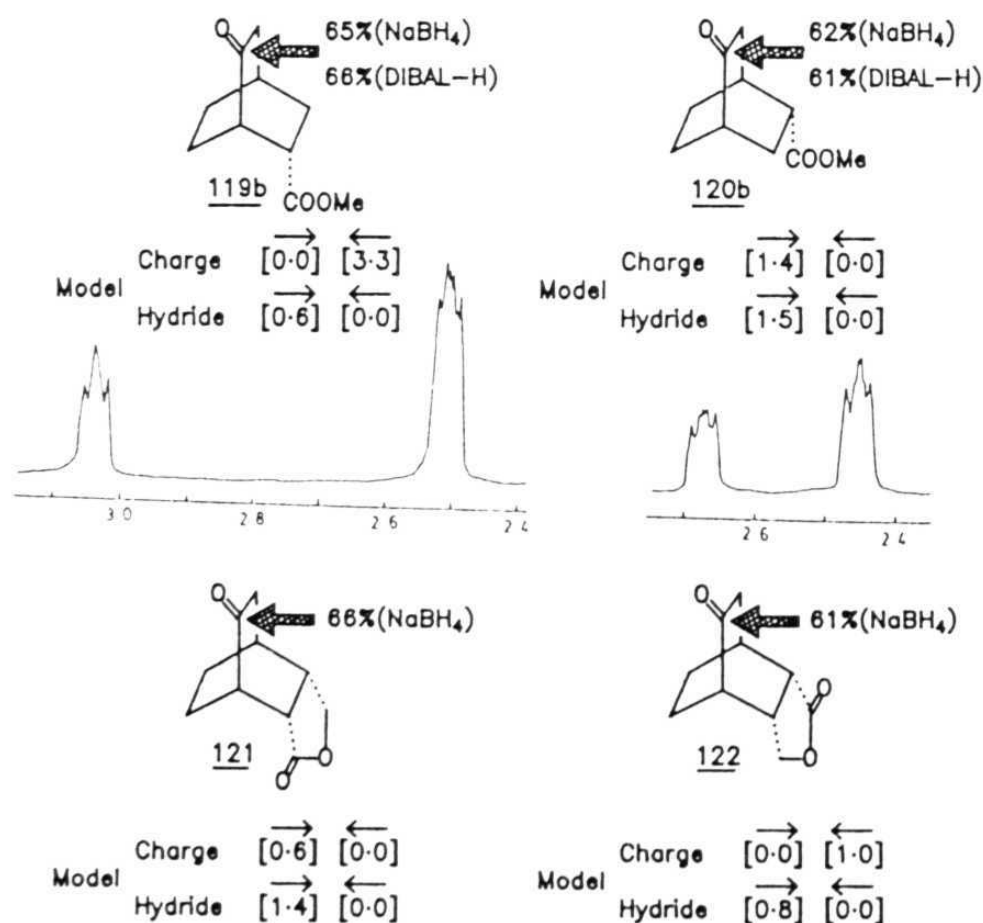 O 65%(NaBH₄)
66%(DIBAL-H)
119b COOMe
→ ←
Charge [0·0] [3·3]
Model
→ ←
Hydride [0·6] [0·0]
3 0 2 8 2 6 2 4
O 62%(NaBH₄)
61%(DIBAL-H)
COOMe
120b
→ ←
Charge [1·4] [0·0]
Model
→ ←
Hydride [1·5] [0·0]
2 6 2 4
O 66%(NaBH₄)
121 O
O
→ ←
Charge [0·6] [0·0]
Model
→ ←
Hydride [1·4] [0·0]
O 61%(NaBH₄)
O
122 O
→ ←
Charge [0·0] [1·0]
Model
→ ←
Hydride [0·8] [0·0]